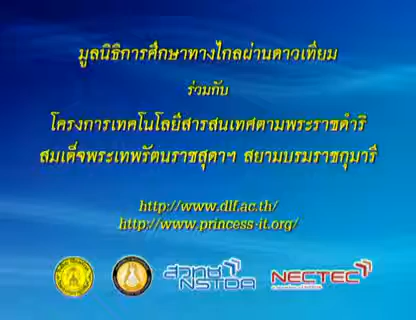 มูลนิธิการศึกษาทางไกลผ่านดาวเทียม
ร่วมกับ
โครงการเทคโนโลยีสารสนเทศตามพระราชดำริ
สมเด็จพระเทพรัตนราชสุดาฯ สยามบรมราชกุมารี
http://www.dlf.ac.th/
http://www.princess-it.org/
สวทช
NSTDA
NECTEC